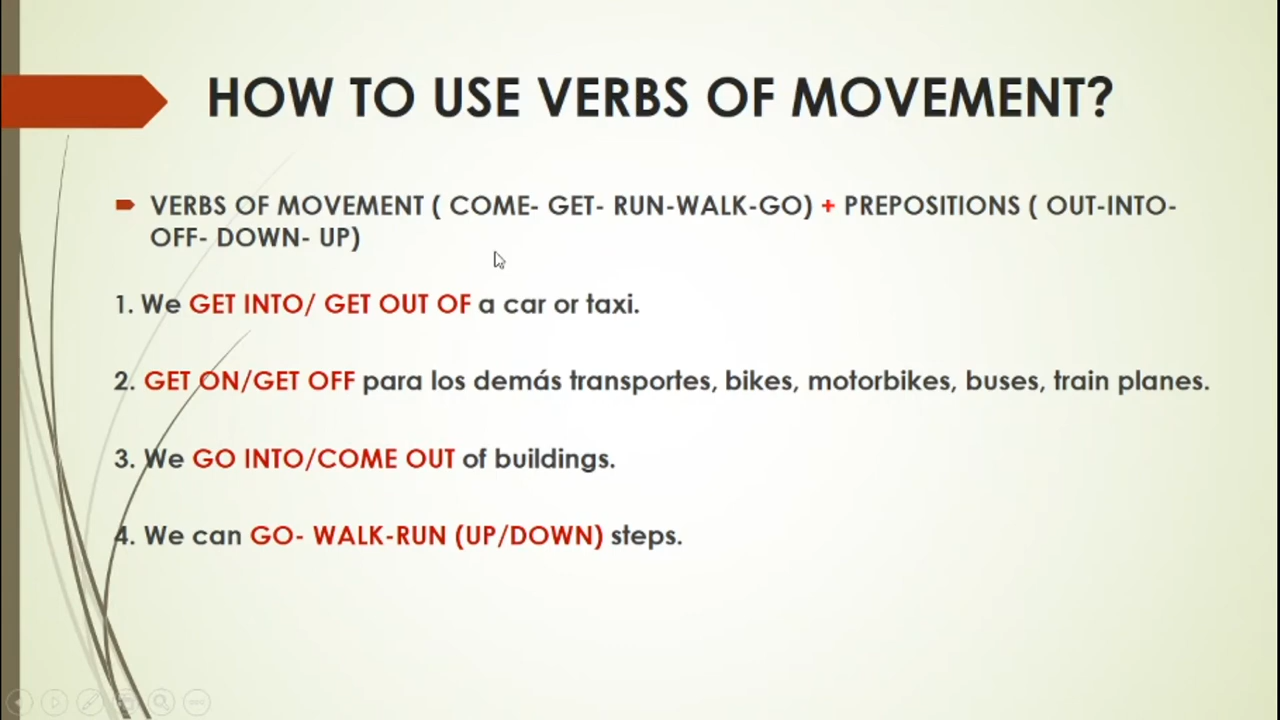 HOW TO USE VERBS OF MOVEMENT?
VERBS OF MOVEMENT ( COME- GET- RUN-WALK-GO) + PREPOSITIONS ( OUT-INTO-
OFF- DOWN- UP)
1. We GET INTO/ GET OUT OF a car or taxi.
2. GET ON/GET OFF para los demás transportes, bikes, motorbikes, buses, train planes.
3. We GO INTO/COME OUT of buildings.
4. We can GO- WALK-RUN (UP/DOWN) steps.